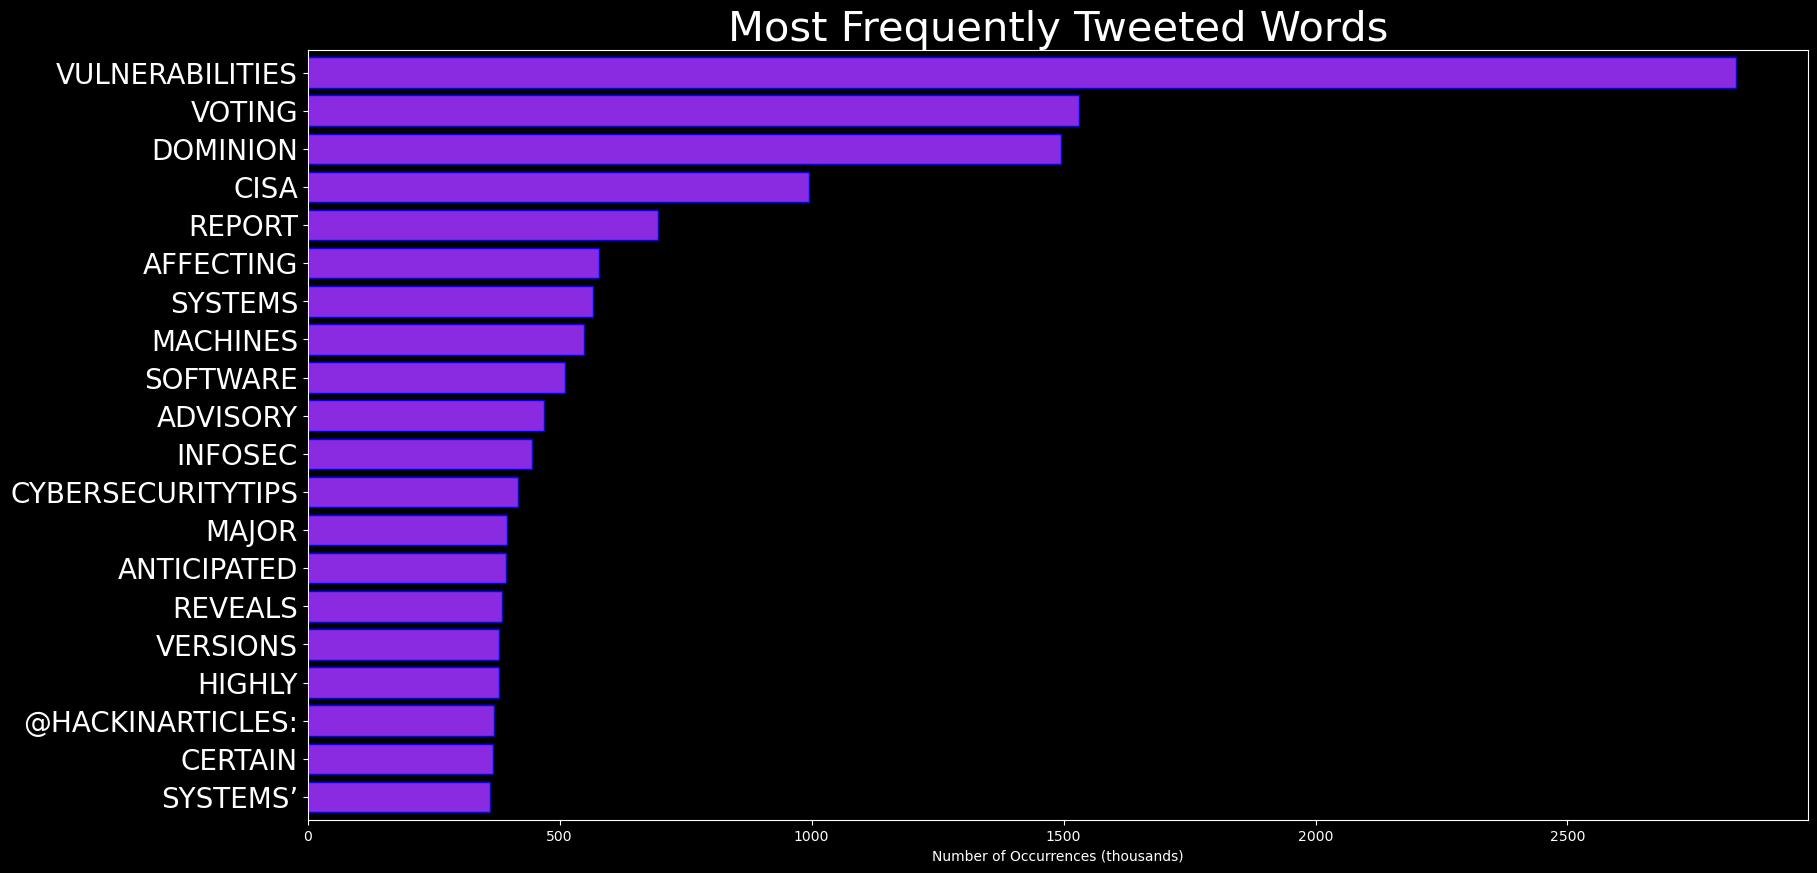 Most Frequently Tweeted Words
VULNERABILITIES
VOTING
DOMINION
CISA
REPORT
AFFECTING
SYSTEMS
MACHINES
SOFTWARE
ADVISORY
INFOSEC
CYBERSECURITYTIPS
MAJOR
ANTICIPATED
REVEALS
VERSIONS
HIGHLY
@HACKINARTICLES:
CERTAIN
SYSTEMS’
0 500 1000 1500 2000 2500
Number of Occurrences (thousands)